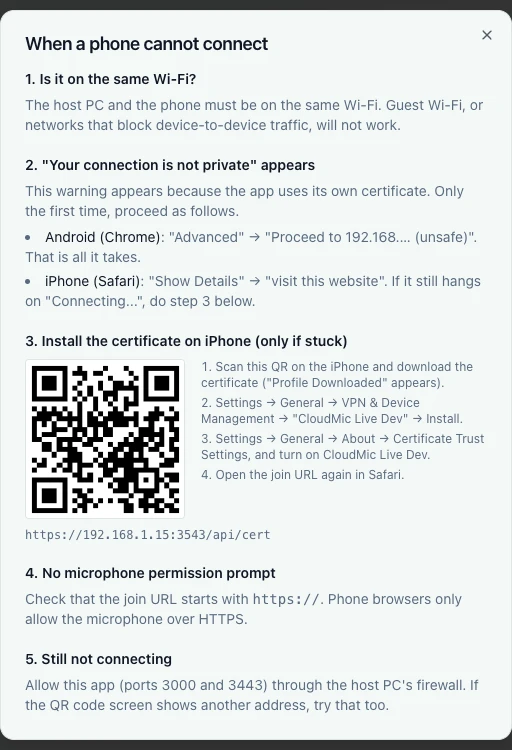 When a phone cannot connect
1. Is it on the same Wi-Fi?
The host PC and the phone must be on the same Wi-Fi. Guest Wi-Fi, or
networks that block device-to-device traffic, will not work.
2. "Your connection is not private" appears
This warning appears because the app uses its own certificate. Only
the first time, proceed as follows.
• Android (Chrome): "Advanced" → "Proceed to 192.168.... (unsafe)".
That is all it takes.
• iPhone (Safari): "Show Details" → "visit this website". If it still hangs
on "Connecting...", do step 3 below.
3. Install the certificate on iPhone (only if stuck)
1. Scan this QR on the iPhone and download the
certificate ("Profile Downloaded" appears).
2. Settings → General → VPN & Device
Management → "CloudMic Live Dev" → Install.
3. Settings → General → About → Certificate Trust
Settings, and turn on CloudMic Live Dev.
4. Open the join URL again in Safari.
https://192.168.1.15:3543/api/cert
4. No microphone permission prompt
Check that the join URL starts with https://. Phone browsers only
allow the microphone over HTTPS.
5. Still not connecting
Allow this app (ports 3000 and 3443) through the host PC's firewall. If
the QR code screen shows another address, try that too.